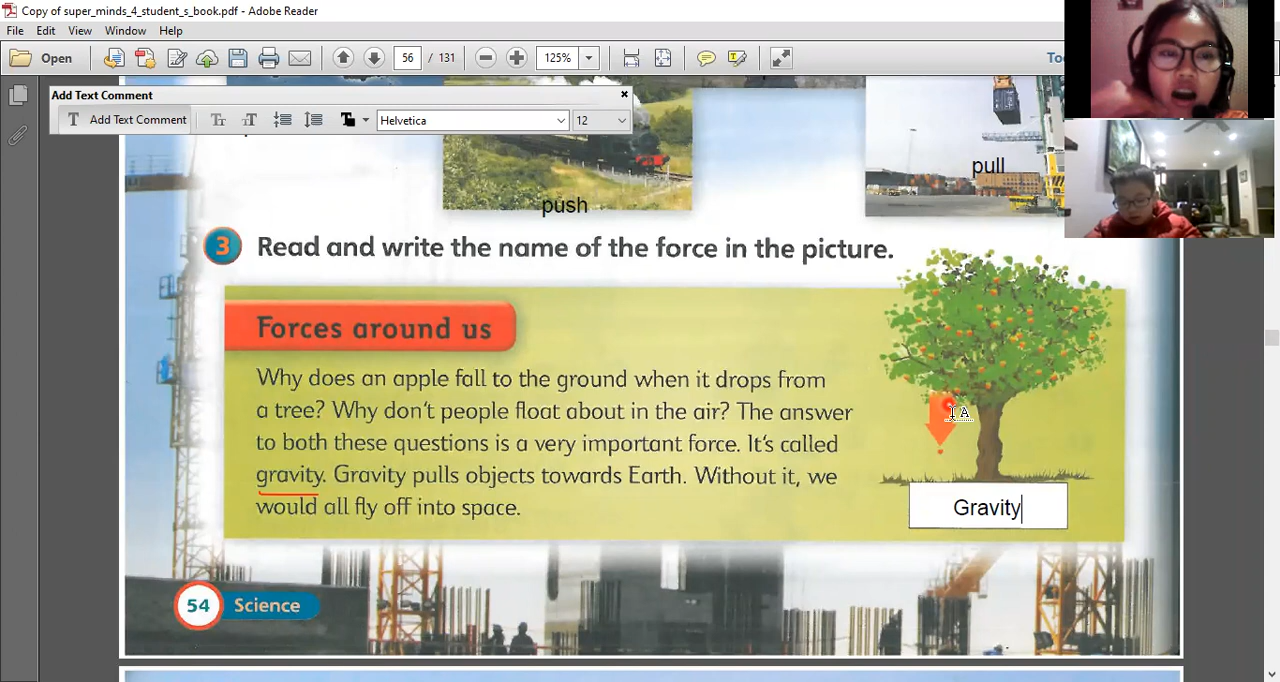 Copy of super_minds_4_student_s_book.pdf - Adobe Reader
File Edit View Window Help
Open 56 / 131 125%
Add Text Comment
Add Text Comment Helvetica 12
push
pull
3 Read and write the name of the force in the picture.
Forces around us
Why does an apple fall to the ground when it drops from
a tree? Why don't people float about in the air? The answer
to both these questions is a very important force. It's called
gravity. Gravity pulls objects towards Earth. Without it, we
would all fly off into space.
Gravity
54 Science